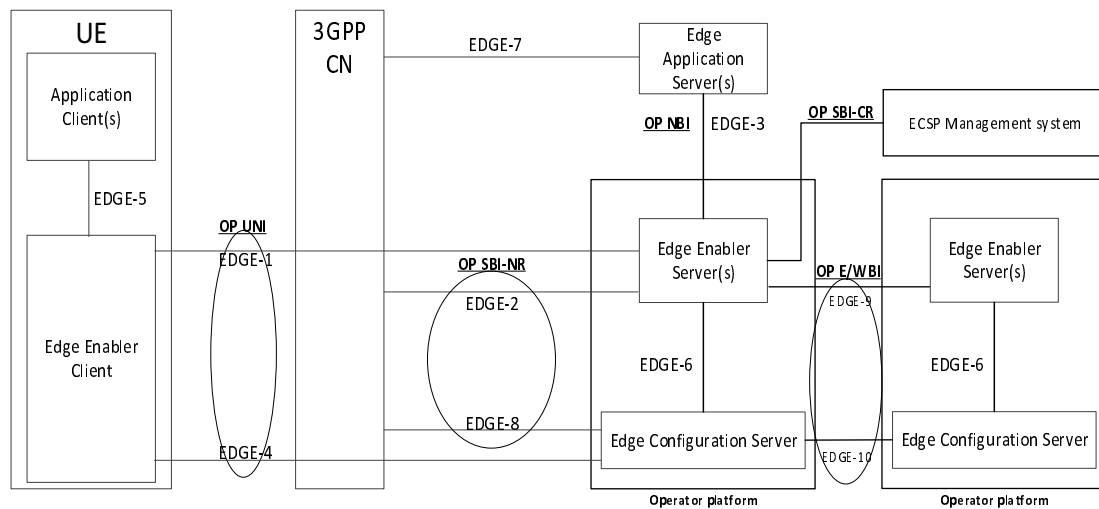 UE
3GPP
CN
Edge
Application
Server(s)
EDGE-7
Application
Client(s)
OP NBI
EDGE-3
OP SBI-CR
ECSP Management system
EDGE-5
OP UNI
EDGE-1
Edge Enabler
Server(s)
Edge Enabler
Server(s)
OP SBI-NR
OP E/WBI
EDGE-2
EDGE-9
Edge Enabler
Client
EDGE-6
EDGE-6
EDGE-8
Edge Configuration Server
Edge Configuration Server
EDGE-4
EDGE-10
Operator platform
Operator platform